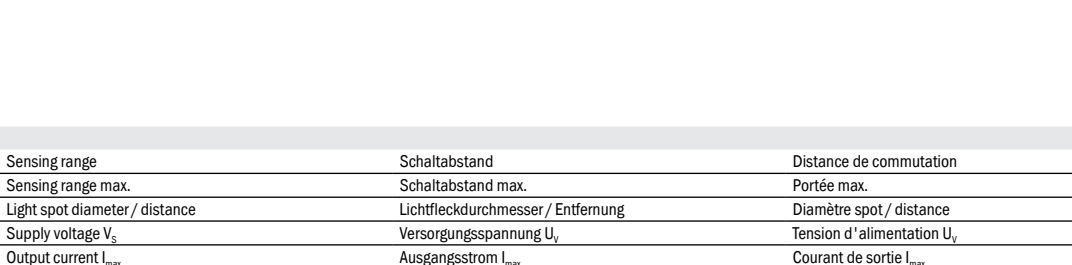 Sensing range Schaltabstand Distance de commutation
Sensing range max. Schaltabstand max. Portée max.
Light spot diameter / distance Lichtfleckdurchmesser / Entfernung Diamètre spot / distance
Supply voltage VS Versorgungsspannung UV Tension d'alimentation UV
Output current Imax Ausgangsstrom Imax Courant de sortie Imax